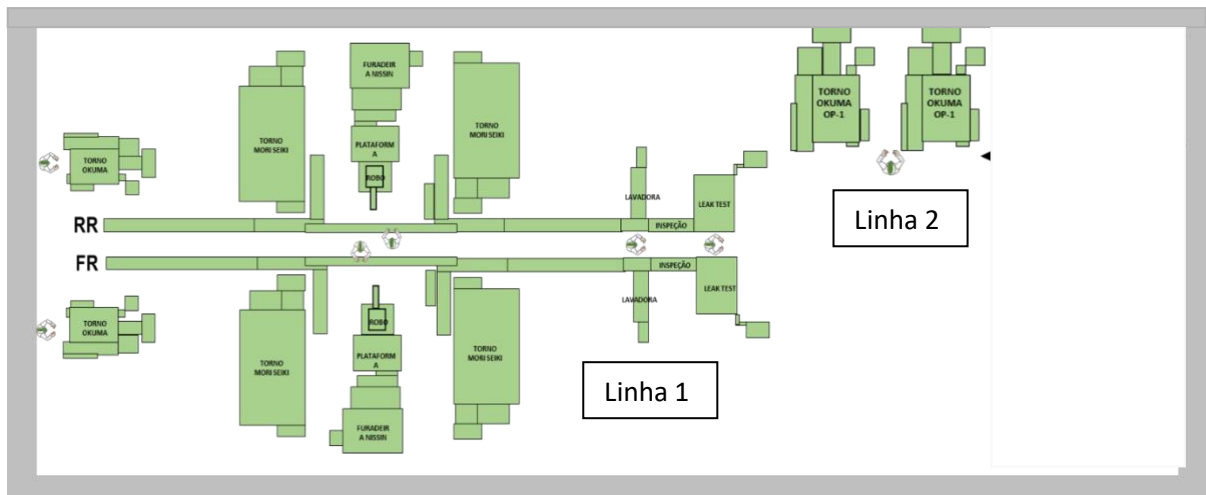 FURADEIR
A NISSIN
TORNO
OKUMA
OP-1
TORNO
OKUMA
OP-1
TORNO
MORI SEIKI
TORNO
MORI SEIKI
PLATAFORM
A
ROBO
TORNO
OKUMA
LAVADORA
LEAK TEST
Linha 2
RR
INSPEÇÃO
FR
INSPEÇÃO
LEAK TEST
LAVADORA
TORNO
OKUMA
ROBO
TORNO
MORI SEIKI
PLATAFORM
A
TORNO
MORI SEIKI
Linha 1
FURADEIR
A NISSIN